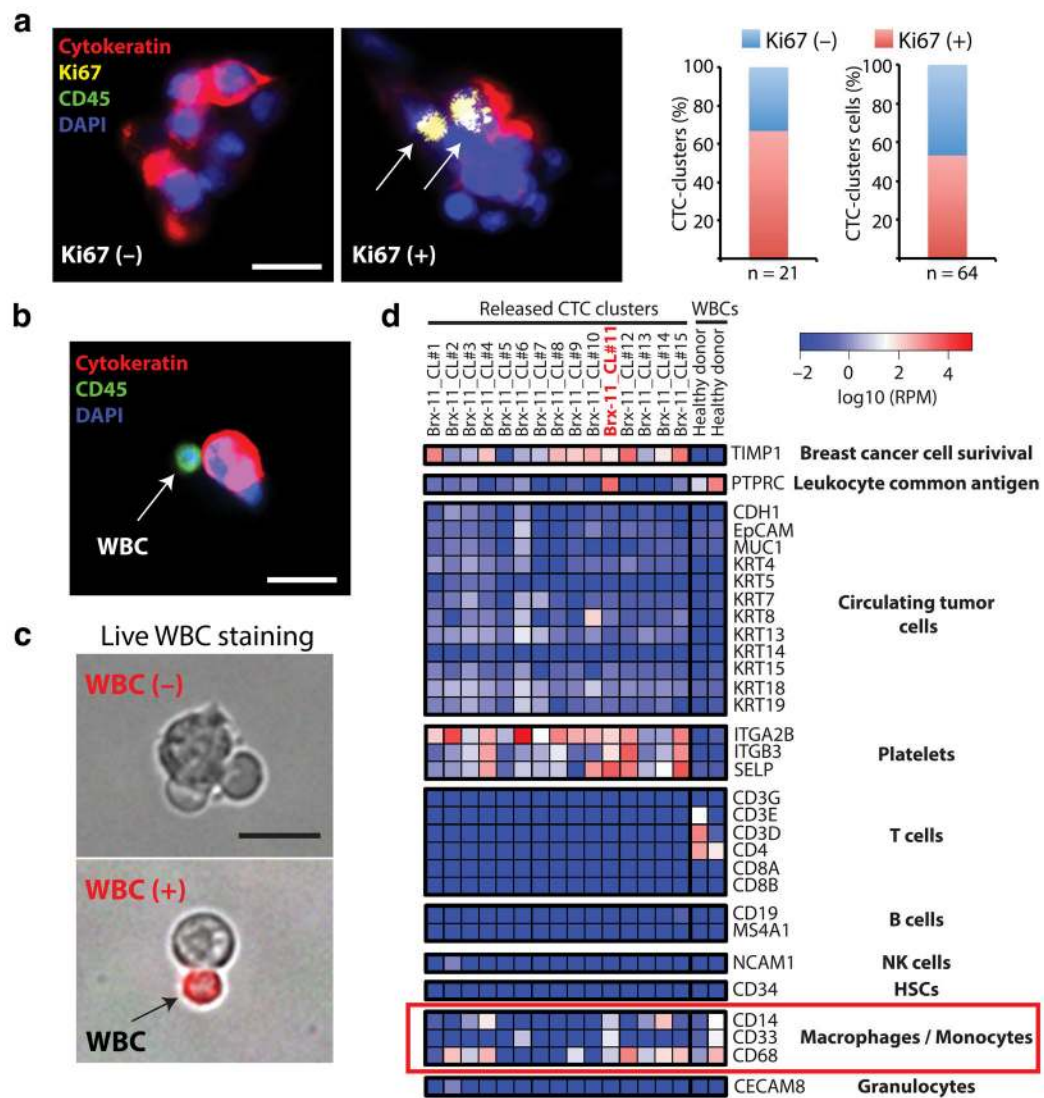 a
Cytokeratin
Ki67
CD45
DAPI
Ki67 (–)
Ki67 (+)
Ki67 (–)
Ki67 (+)
CTC-clusters (%)
100
80
60
40
20
n = 21
CTC-clusters cells (%)
100
80
60
40
20
n = 64
b
Cytokeratin
CD45
DAPI
WBC
c
Live WBC staining
WBC (–)
WBC (+)
WBC
d
Released CTC clusters
WBCs
Brx-11_CL#1
Brx-11_CL#2
Brx-11_CL#3
Brx-11_CL#4
Brx-11_CL#5
Brx-11_CL#6
Brx-11_CL#7
Brx-11_CL#8
Brx-11_CL#9
Brx-11_CL#10
Brx-11_CL#11
Brx-11_CL#12
Brx-11_CL#13
Brx-11_CL#14
Brx-11_CL#15
Healthy donor
Healthy donor
–2 0 2 4
log10 (RPM)
TIMP1 Breast cancer cell surivival
PTPRC Leukocyte common antigen
CDH1
EpCAM
MUC1
KRT4
KRT5
KRT7
KRT8
KRT13
KRT14
KRT15
KRT18
KRT19
Circulating tumor
cells
ITGA2B
ITGB3
SELP
Platelets
CD3G
CD3E
CD3D
CD4
CD8A
CD8B
T cells
CD19
MS4A1
B cells
NCAM1 NK cells
CD34 HSCs
CD14
CD33
CD68
Macrophages / Monocytes
CECAM8 Granulocytes